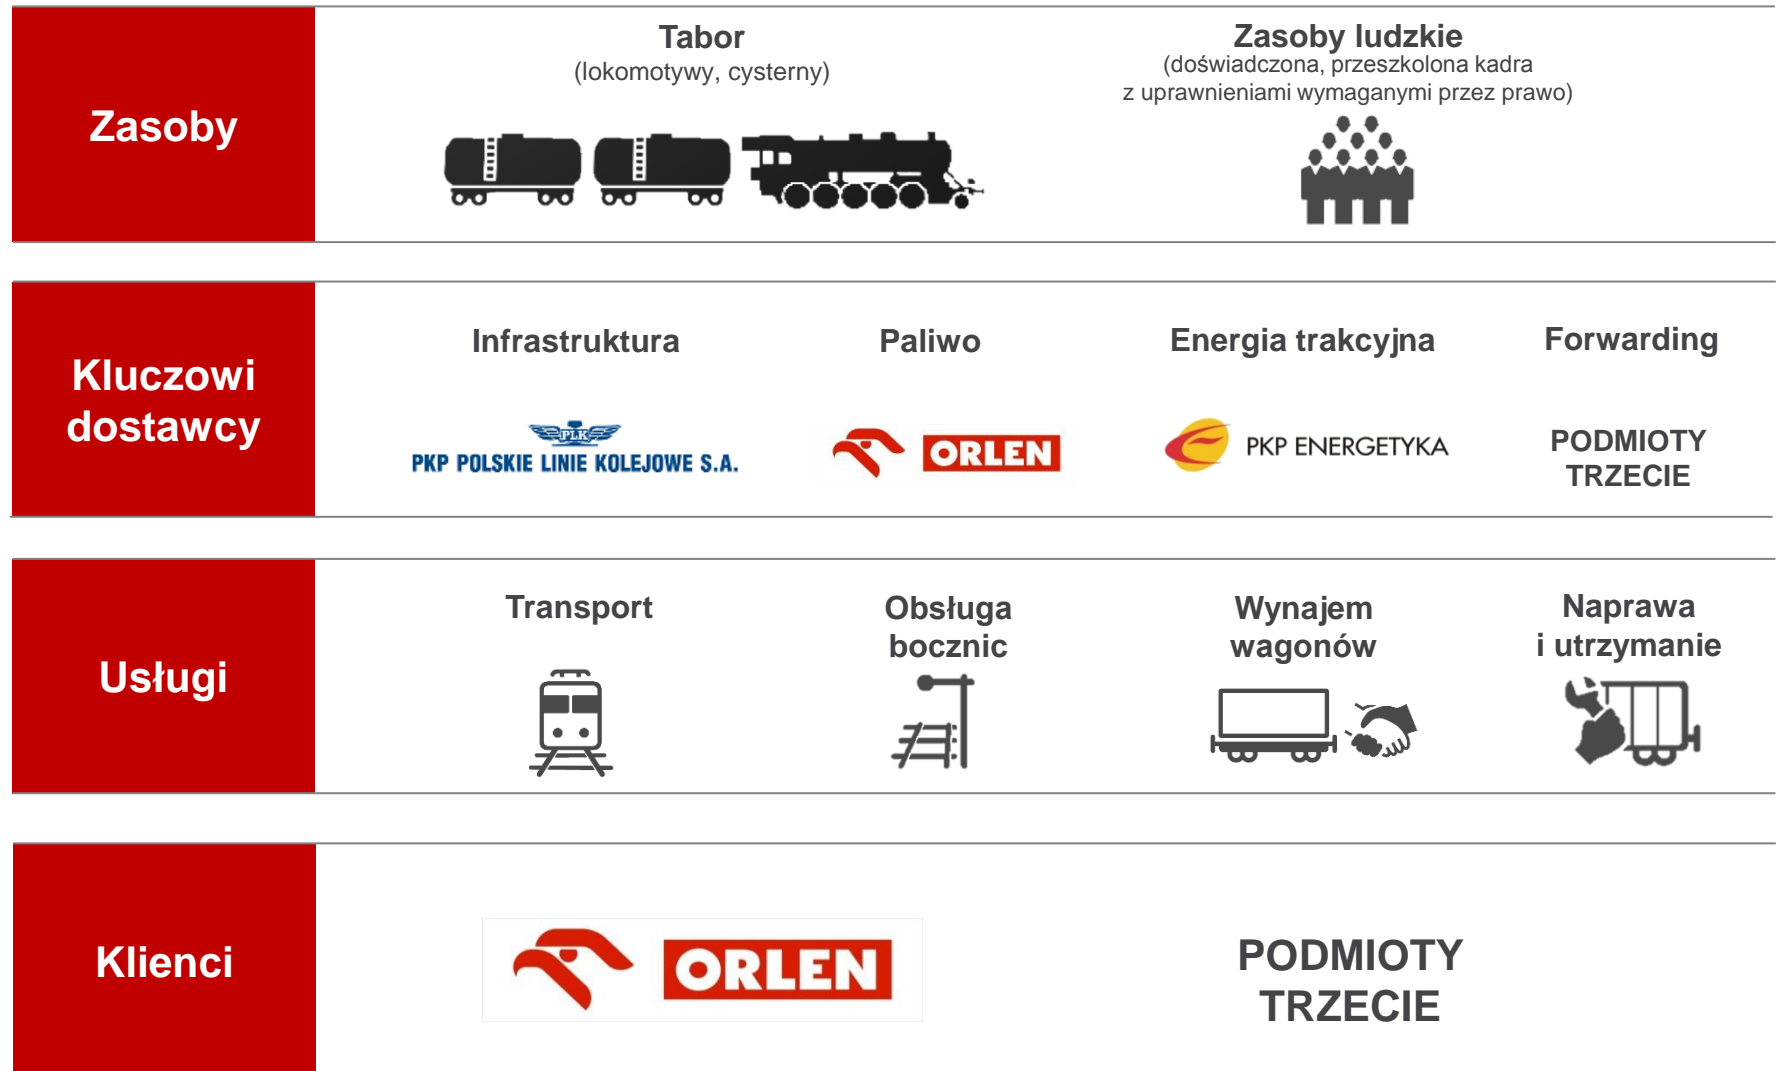 Zasoby
Tabor
(lokomotywy, cysterny)
Zasoby ludzkie
(doświadczona, przeszkolona kadra
z uprawnieniami wymaganymi przez prawo)
Kluczowi
dostawcy
Infrastruktura
PLK
PKP POLSKIE LINIE KOLEJOWE S.A.
Paliwo
ORLEN
Energia trakcyjna
PKP ENERGETYKA
Forwarding
PODMIOTY
TRZECIE
Usługi
Transport
Obsługa
bocznic
Wynajem
wagonów
Naprawa
i utrzymanie
Klienci
ORLEN
PODMIOTY
TRZECIE